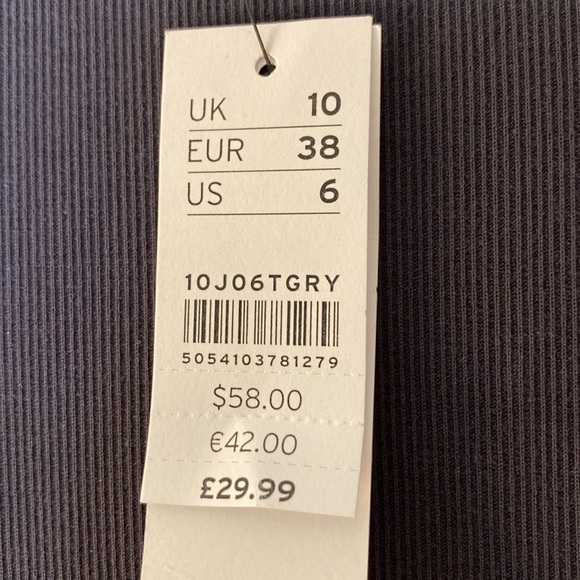 UK 10
EUR 38
US 6
10J06TGRY
5054103781279
$58.00
€42.00
£29.99